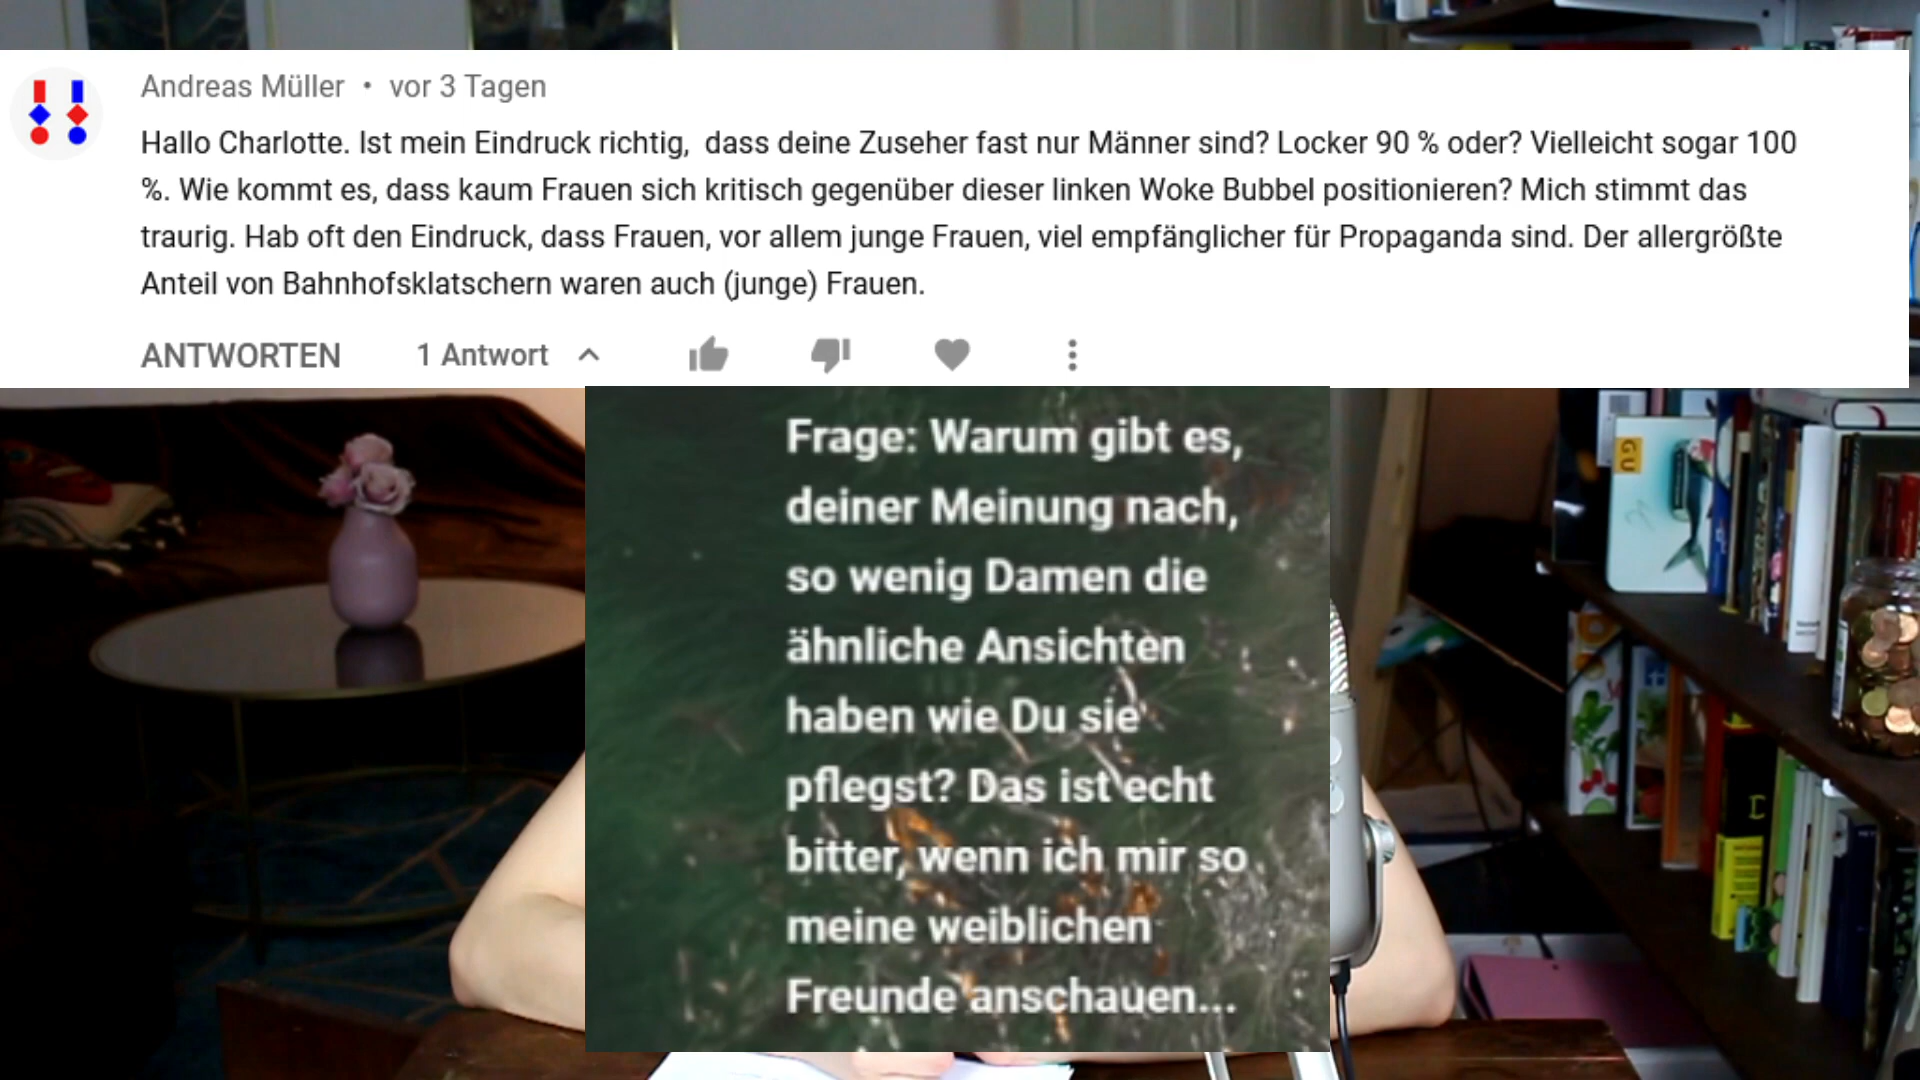 Andreas Müller • vor 3 Tagen
Hallo Charlotte. Ist mein Eindruck richtig,  dass deine Zuseher fast nur Männer sind? Locker 90 % oder? Vielleicht sogar 100
%. Wie kommt es, dass kaum Frauen sich kritisch gegenüber dieser linken Woke Bubbel positionieren? Mich stimmt das
traurig. Hab oft den Eindruck, dass Frauen, vor allem junge Frauen, viel empfänglicher für Propaganda sind. Der allergrößte
Anteil von Bahnhofsklatschern waren auch (junge) Frauen.
ANTWORTEN 1 Antwort
Frage: Warum gibt es,
deiner Meinung nach,
so wenig Damen die
ähnliche Ansichten
haben wie Du sie
pflegst? Das ist echt
bitter, wenn ich mir so
meine weiblichen
Freunde anschauen...
GU